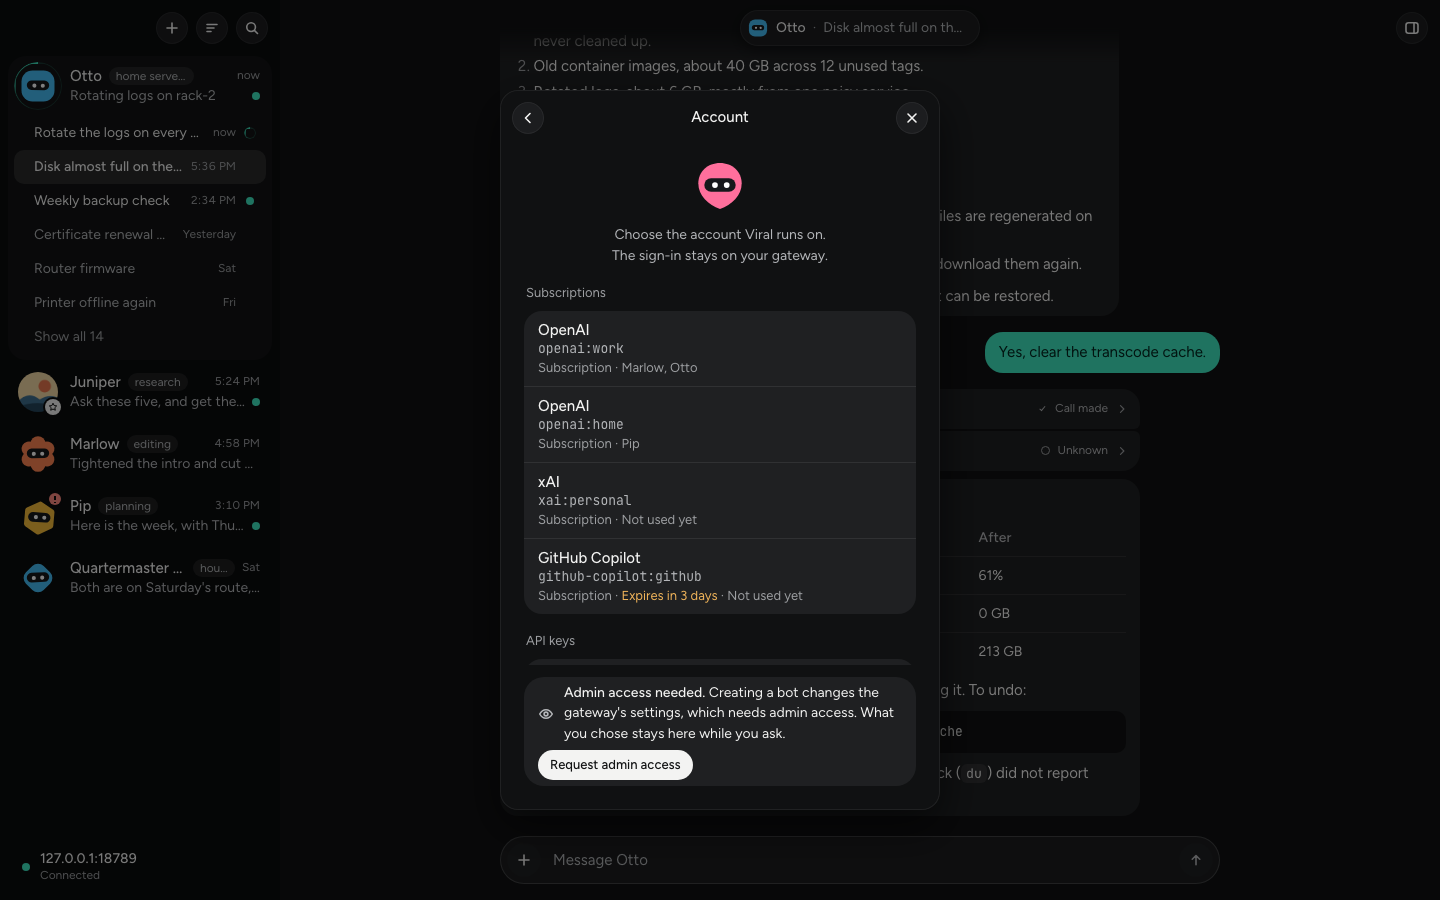 Otto home serve... now
Rotating logs on rack-2
Rotate the logs on every ... now
Disk almost full on the... 5:36 PM
Weekly backup check 2:34 PM
Certificate renewal ... Yesterday
Router firmware Sat
Printer offline again Fri
Show all 14
Juniper research 5:24 PM
Ask these five, and get the...
Marlow editing 4:58 PM
Tightened the intro and cut ...
Pip planning 3:10 PM
Here is the week, with Thu...
Quartermaster ... hou... Sat
Both are on Saturday's route,...
127.0.0.1:18789
Connected
Otto · Disk almost full on th...
never cleaned up.
2. Old container images, about 40 GB across 12 unused tags.
Account
Choose the account Viral runs on.
The sign-in stays on your gateway.
Subscriptions
OpenAI
openai:work
Subscription · Marlow, Otto
OpenAI
openai:home
Subscription · Pip
xAI
xai:personal
Subscription · Not used yet
GitHub Copilot
github-copilot:github
Subscription · Expires in 3 days · Not used yet
API keys
Admin access needed. Creating a bot changes the
gateway's settings, which needs admin access. What
you chose stays here while you ask.
Request admin access
are regenerated on
download them again.
can be restored.
Yes, clear the transcode cache.
Call made
Unknown
After
61%
0 GB
213 GB
it. To undo:
(du) did not report
Message Otto